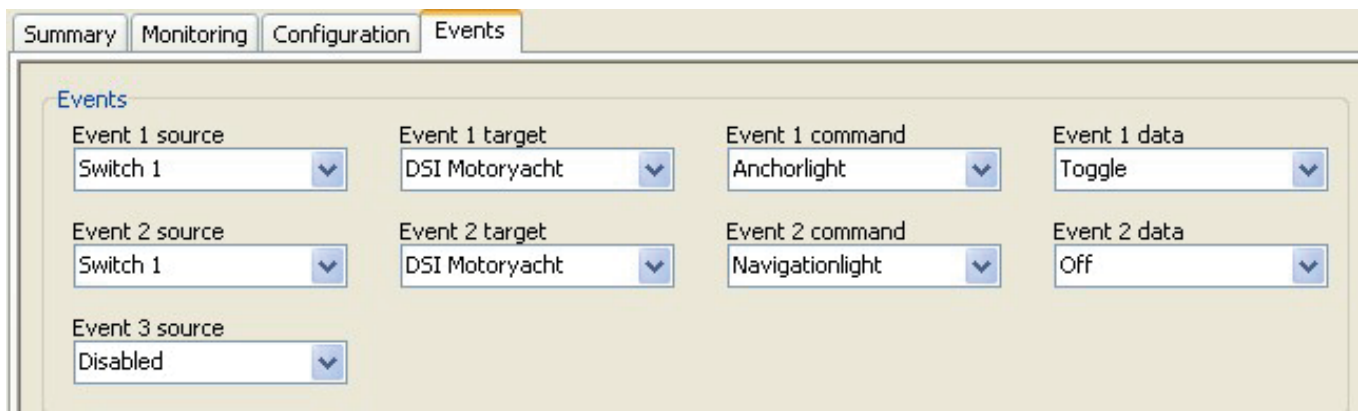 Summary Monitoring Configuration Events
Events
Event 1 source Event 1 target Event 1 command Event 1 data
Switch 1 DSI Motoryacht Anchorlight Toggle
Event 2 source Event 2 target Event 2 command Event 2 data
Switch 1 DSI Motoryacht Navigationlight Off
Event 3 source
Disabled